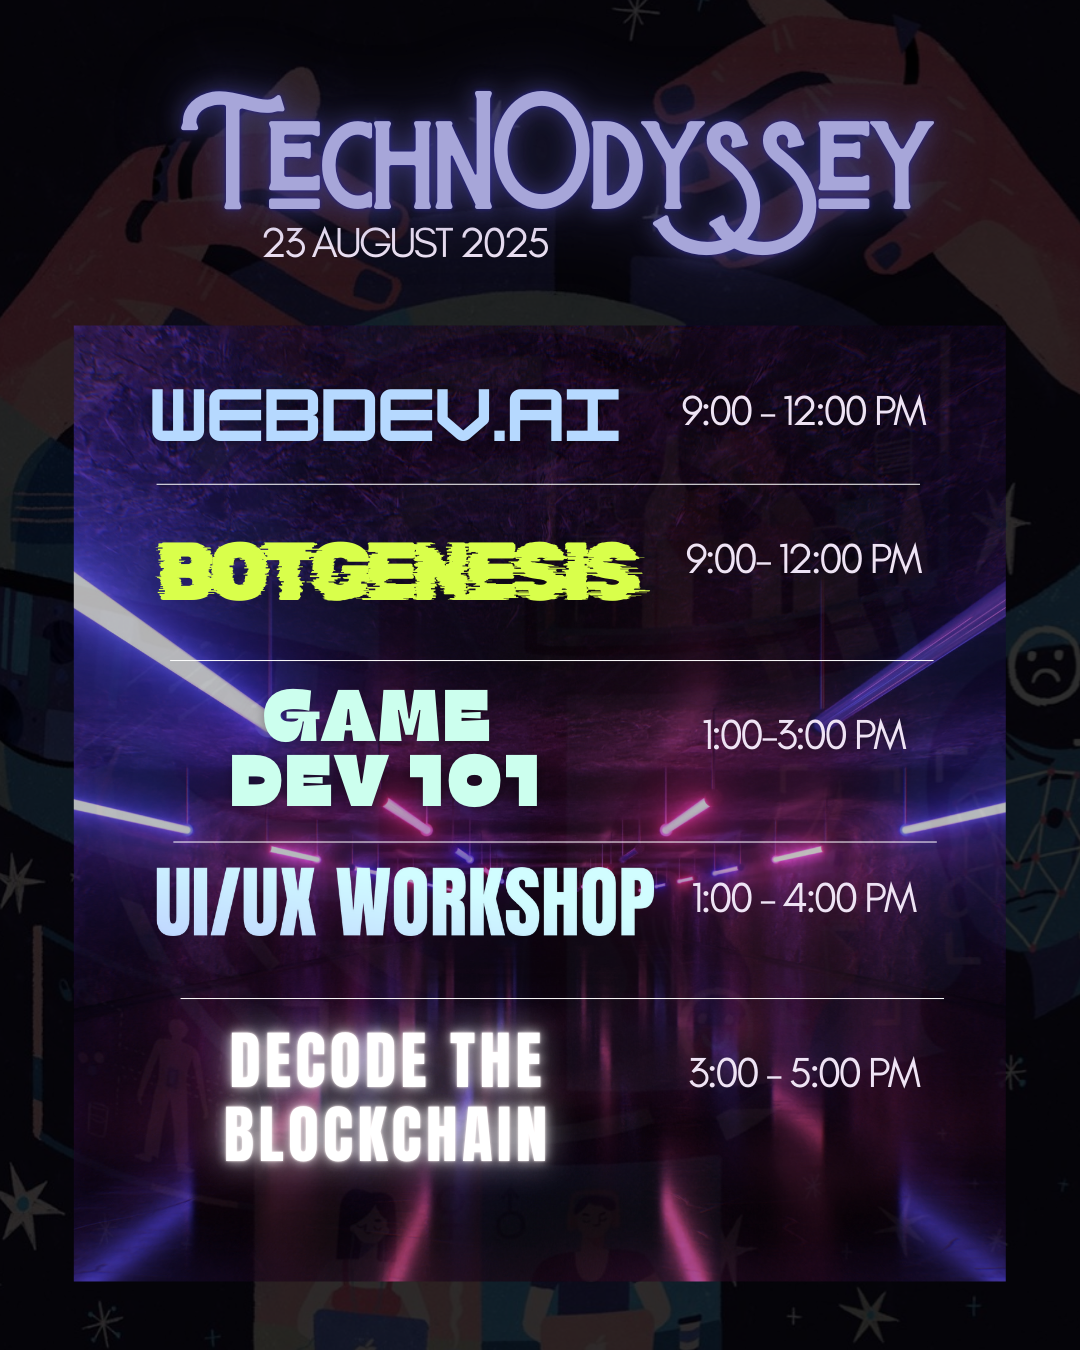 TECHNODYSSEY
23 AUGUST 2025
WEBDEV.AI 9:00 - 12:00 PM
BOTGENESIS 9:00- 12:00 PM
GAME
DEV 101 1:00-3:00 PM
UI/UX WORKSHOP 1:00 - 4:00 PM
DECODE THE
BLOCKCHAIN 3:00 - 5:00 PM